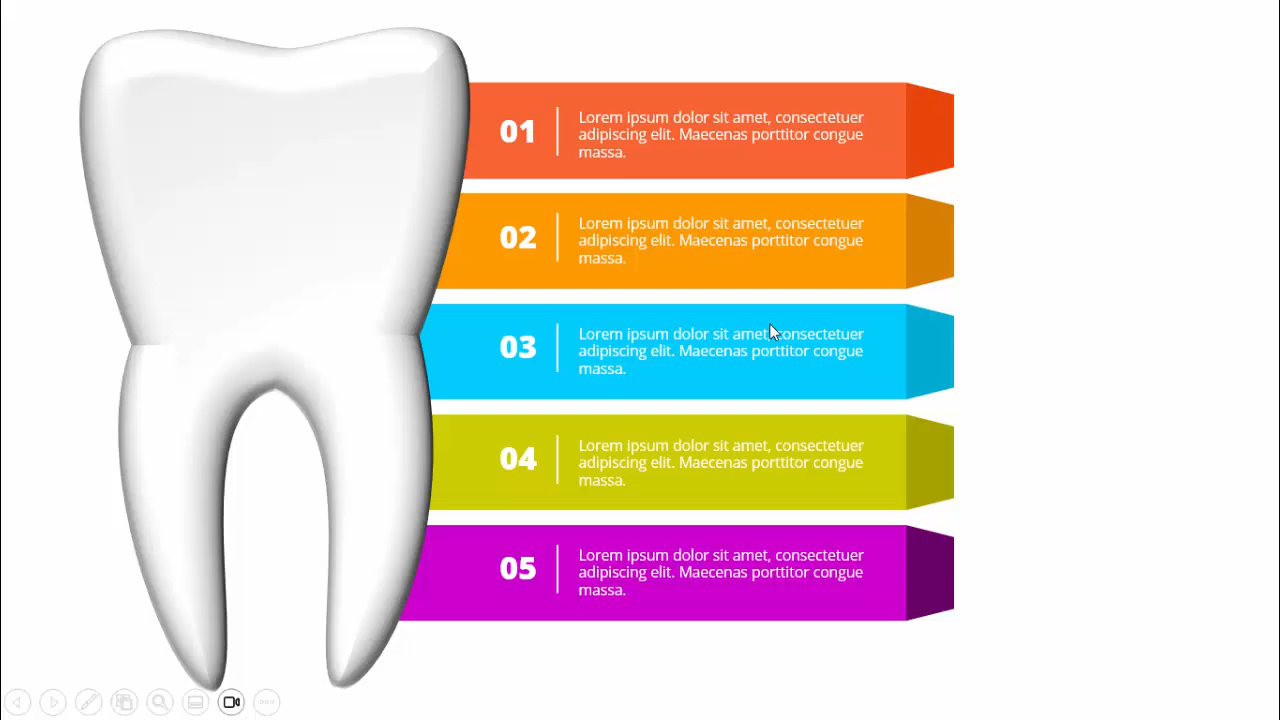 01
Lorem ipsum dolor sit amet, consectetuer
adipiscing elit. Maecenas porttitor congue
massa.
02
Lorem ipsum dolor sit amet, consectetuer
adipiscing elit. Maecenas porttitor congue
massa.
03
Lorem ipsum dolor sit amet, consectetuer
adipiscing elit. Maecenas porttitor congue
massa.
04
Lorem ipsum dolor sit amet, consectetuer
adipiscing elit. Maecenas porttitor congue
massa.
05
Lorem ipsum dolor sit amet, consectetuer
adipiscing elit. Maecenas porttitor congue
massa.